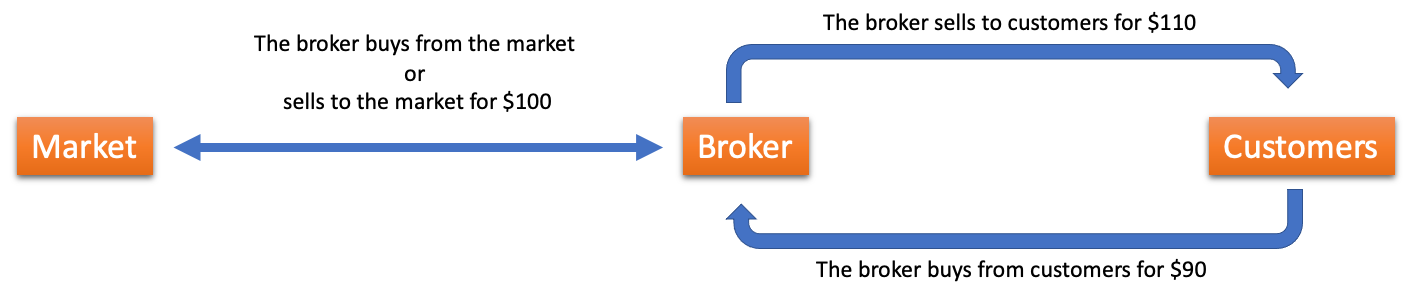 The broker sells to customers for $110
The broker buys from the market
or
sells to the market for $100
Market
Broker
Customers
The broker buys from customers for $90